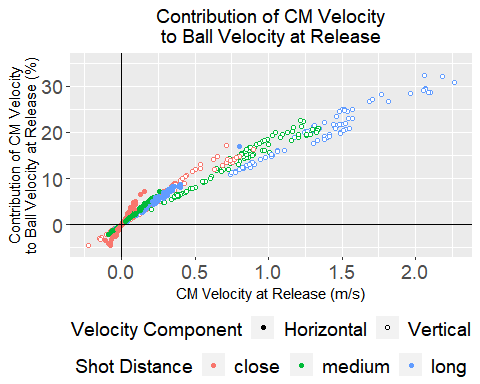 Contribution of CM Velocity
to Ball Velocity at Release
Contribution of CM Velocity
to Ball Velocity at Release (%)
30
20
10
0
0.0 0.5 1.0 1.5 2.0
CM Velocity at Release (m/s)
Velocity Component Horizontal Vertical
Shot Distance close medium long